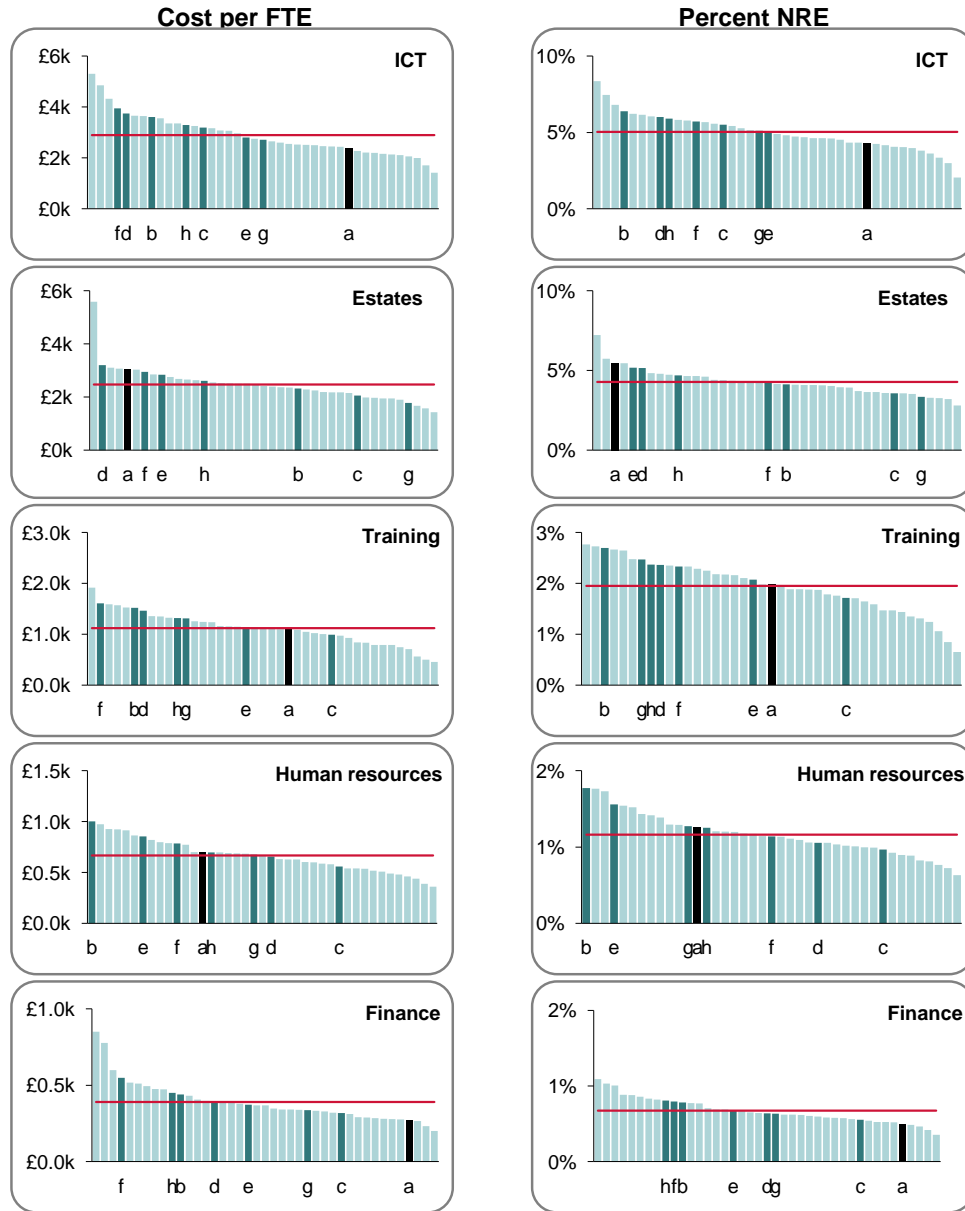 Cost per FTE
Percent NRE
ICT
£6k
£4k
£2k
£0k
fd b h c e g a
ICT
10%
5%
0%
b dh f c ge a
Estates
£6k
£4k
£2k
£0k
d a f e h b c g
Estates
10%
5%
0%
a ed h f b c g
Training
£3.0k
£2.0k
£1.0k
£0.0k
f bd hg e a c
Training
3%
2%
1%
0%
b ghd f e a c
Human resources
£1.5k
£1.0k
£0.5k
£0.0k
b e f ah g d c
Human resources
2%
1%
0%
b e gah f d c
Finance
£1.0k
£0.5k
£0.0k
f hb d e g c a
Finance
2%
1%
0%
hfb e dg c a